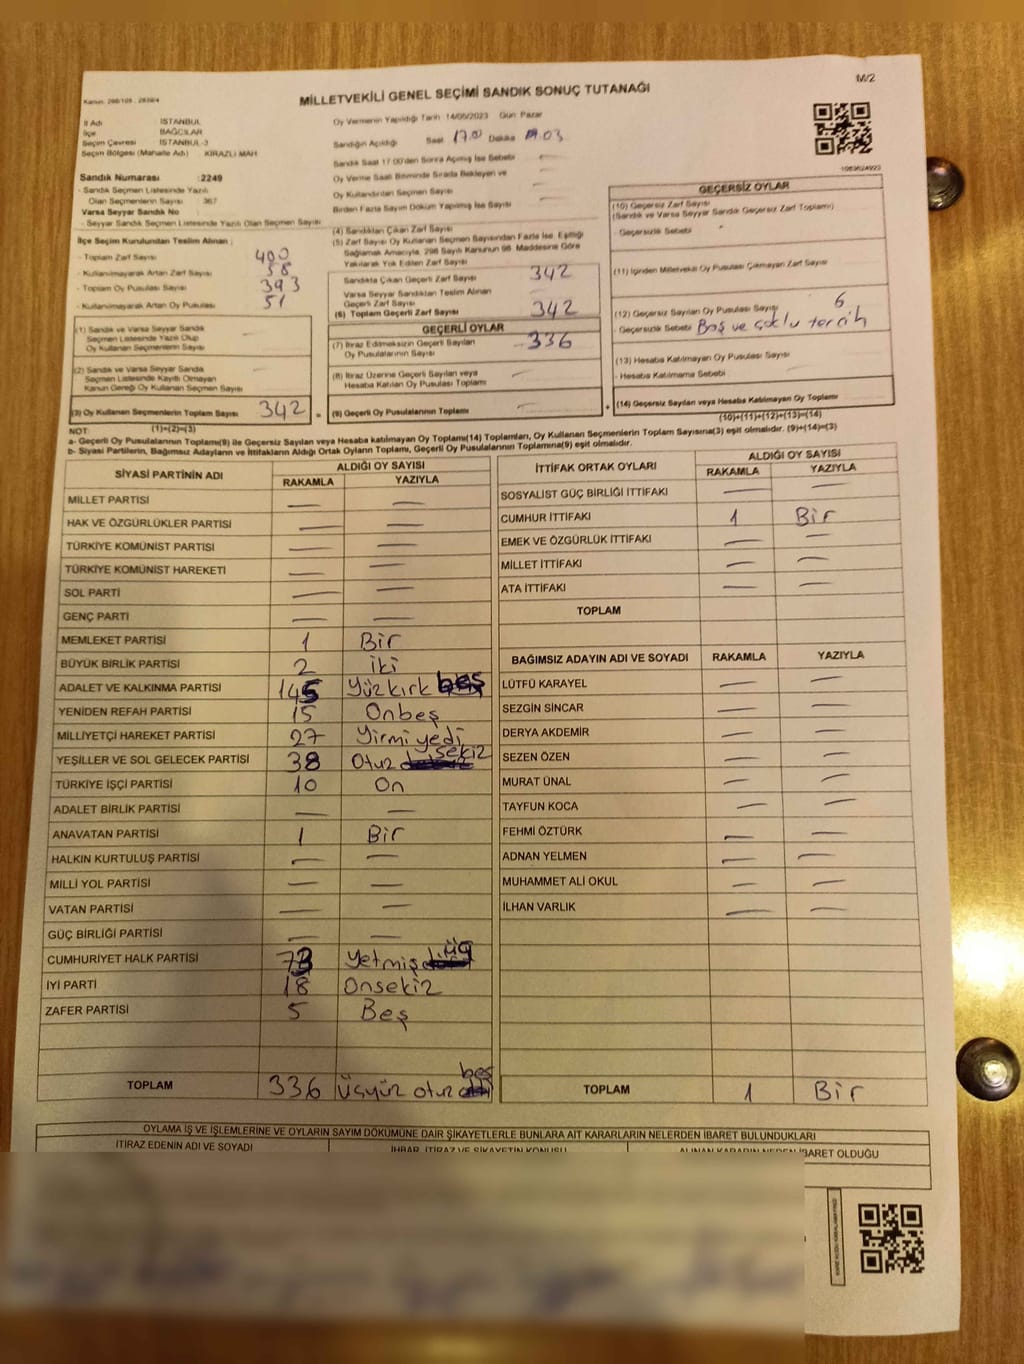 M/2
Kanun: 298/105 - 2839/4
MİLLETVEKİLİ GENEL SEÇİMİ SANDIK SONUÇ TUTANAĞI
İl Adı İSTANBUL
İlçe BAĞCILAR
Seçim Çevresi İSTANBUL-3
Seçim Bölgesi (Mahalle Adı) KİRAZLI MAH
Sandık Numarası : 2249
- Sandık Seçmen Listesinde Yazılı
Olan Seçmenlerin Sayısı : 367
Varsa Seyyar Sandık No
- Seyyar Sandık Seçmen Listesinde Yazılı Olan Seçmen Sayısı
İlçe Seçim Kurulundan Teslim Alınan ;
- Toplam Zarf Sayısı 400
- Kullanılmayarak Artan Zarf Sayısı 58
- Toplam Oy Pusulası Sayısı 393
- Kullanılmayarak Artan Oy Pusulası 51
(1) Sandık ve Varsa Seyyar Sandık
Seçmen Listesinde Yazılı Olup
Oy Kullanan Seçmenlerin Sayısı
(2) Sandık ve Varsa Seyyar Sandık
Seçmen Listesinde Kayıtlı Olmayan
Kanun Gereği Oy Kullanan Seçmen Sayısı
(3) Oy Kullanan Seçmenlerin Toplam Sayısı 342 =
(1)+(2)=(3)
Oy Vermenin Yapıldığı Tarih 14/05/2023 Gün Pazar
Sandığın Açıldığı Saat 17.00 Dakika
Sandık Saat 17:00'den Sonra Açılmış İse Sebebi
Oy Verme Saati Bitiminde Sırada Bekleyen ve
Oy Kullandırılan Seçmen Sayısı
Birden Fazla Sayım Döküm Yapılmış İse Sayısı
(4) Sandıktan Çıkan Zarf Sayısı
(5) Zarf Sayısı Oy Kullanan Seçmen Sayısından Fazla İse, Eşitliği
Sağlamak Amacıyla, 298 Sayılı Kanunun 98. Maddesine Göre
Yakılarak Yok Edilen Zarf Sayısı
Sandıkta Çıkan Geçerli Zarf Sayısı 342
Varsa Seyyar Sandıktan Teslim Alınan
Geçerli Zarf Sayısı
(6) Toplam Geçerli Zarf Sayısı 342
GEÇERLİ OYLAR
(7) İtiraz Edilmeksizin Geçerli Sayılan
Oy Pusulalarının Sayısı 336
(8) İtiraz Üzerine Geçerli Sayılan veya
Hesaba Katılan Oy Pusulası Toplamı
(9) Geçerli Oy Pusulalarının Toplamı +
1083624923
GEÇERSİZ OYLAR
(10) Geçersiz Zarf Sayısı
(Sandık ve Varsa Seyyar Sandık Geçersiz Zarf Toplamı)
- Geçersizlik Sebebi
(11) İçinden Milletvekili Oy Pusulası Çıkmayan Zarf Sayısı
(12) Geçersiz Sayılan Oy Pusulası Sayısı 6
- Geçersizlik Sebebi Boş ve çoklu tercih
(13) Hesaba Katılmayan Oy Pusulası Sayısı
- Hesaba Katılmama Sebebi
(14) Geçersiz Sayılan veya Hesaba Katılmayan Oy Toplamı
(10)+(11)+(12)+(13)=(14)
NOT:
a- Geçerli Oy Pusulalarının Toplamı(9) ile Geçersiz Sayılan veya Hesaba katılmayan Oy Toplamı(14) Toplamları, Oy Kullanan Seçmenlerin Toplam Sayısına(3) eşit olmalıdır. (9)+(14)=(3)
b- Siyasi Partilerin, Bağımsız Adayların ve İttifakların Aldığı Ortak Oyların Toplamı, Geçerli Oy Pusulalarının Toplamına(9) eşit olmalıdır.
SİYASİ PARTİNİN ADI ALDIĞI OY SAYISI
RAKAMLA YAZIYLA
MİLLET PARTİSİ
HAK VE ÖZGÜRLÜKLER PARTİSİ
TÜRKİYE KOMÜNİST PARTİSİ
TÜRKİYE KOMÜNİST HAREKETİ
SOL PARTİ
GENÇ PARTİ
MEMLEKET PARTİSİ 1 Bir
BÜYÜK BİRLİK PARTİSİ 2 iki
ADALET VE KALKINMA PARTİSİ 145 Yüzkırk beş
YENİDEN REFAH PARTİSİ 15 Onbeş
MİLLİYETÇİ HAREKET PARTİSİ 27 Yirmiyedi
YEŞİLLER VE SOL GELECEK PARTİSİ 38 Otuz sekiz
TÜRKİYE İŞÇİ PARTİSİ 10 On
ADALET BİRLİK PARTİSİ
ANAVATAN PARTİSİ 1 Bir
HALKIN KURTULUŞ PARTİSİ
MİLLİ YOL PARTİSİ
VATAN PARTİSİ
GÜÇ BİRLİĞİ PARTİSİ
CUMHURİYET HALK PARTİSİ 73 Yetmiş üç
İYİ PARTİ 18 Onsekiz
ZAFER PARTİSİ 5 Beş
TOPLAM 336 Üçyüz otuz beş
İTTİFAK ORTAK OYLARI ALDIĞI OY SAYISI
RAKAMLA YAZIYLA
SOSYALİST GÜÇ BİRLİĞİ İTTİFAKI
CUMHUR İTTİFAKI 1 Bir
EMEK VE ÖZGÜRLÜK İTTİFAKI
MİLLET İTTİFAKI
ATA İTTİFAKI
TOPLAM
BAĞIMSIZ ADAYIN ADI VE SOYADI RAKAMLA YAZIYLA
LÜTFÜ KARAYEL
SEZGİN SİNCAR
DERYA AKDEMİR
SEZEN ÖZEN
MURAT ÜNAL
TAYFUN KOCA
FEHMİ ÖZTÜRK
ADNAN YELMEN
MUHAMMET ALİ OKUL
İLHAN VARLIK
TOPLAM 1 Bir
OYLAMA İŞ VE İŞLEMLERİNE VE OYLARIN SAYIM DÖKÜMÜNE DAİR ŞİKAYETLERLE BUNLARA AİT KARARLARIN NELERDEN İBARET BULUNDUKLARI
İTİRAZ EDENİN ADI VE SOYADI İHBAR, İTİRAZ VE ŞİKAYETİN KONUSU ALINAN KARARIN NEDEN İBARET OLDUĞU